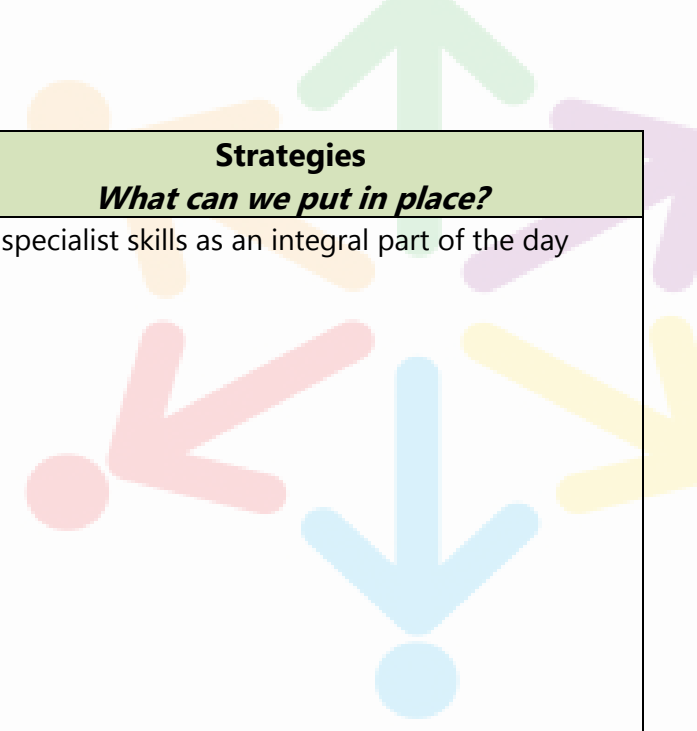 Strategies
What can we put in place?
specialist skills as an integral part of the day